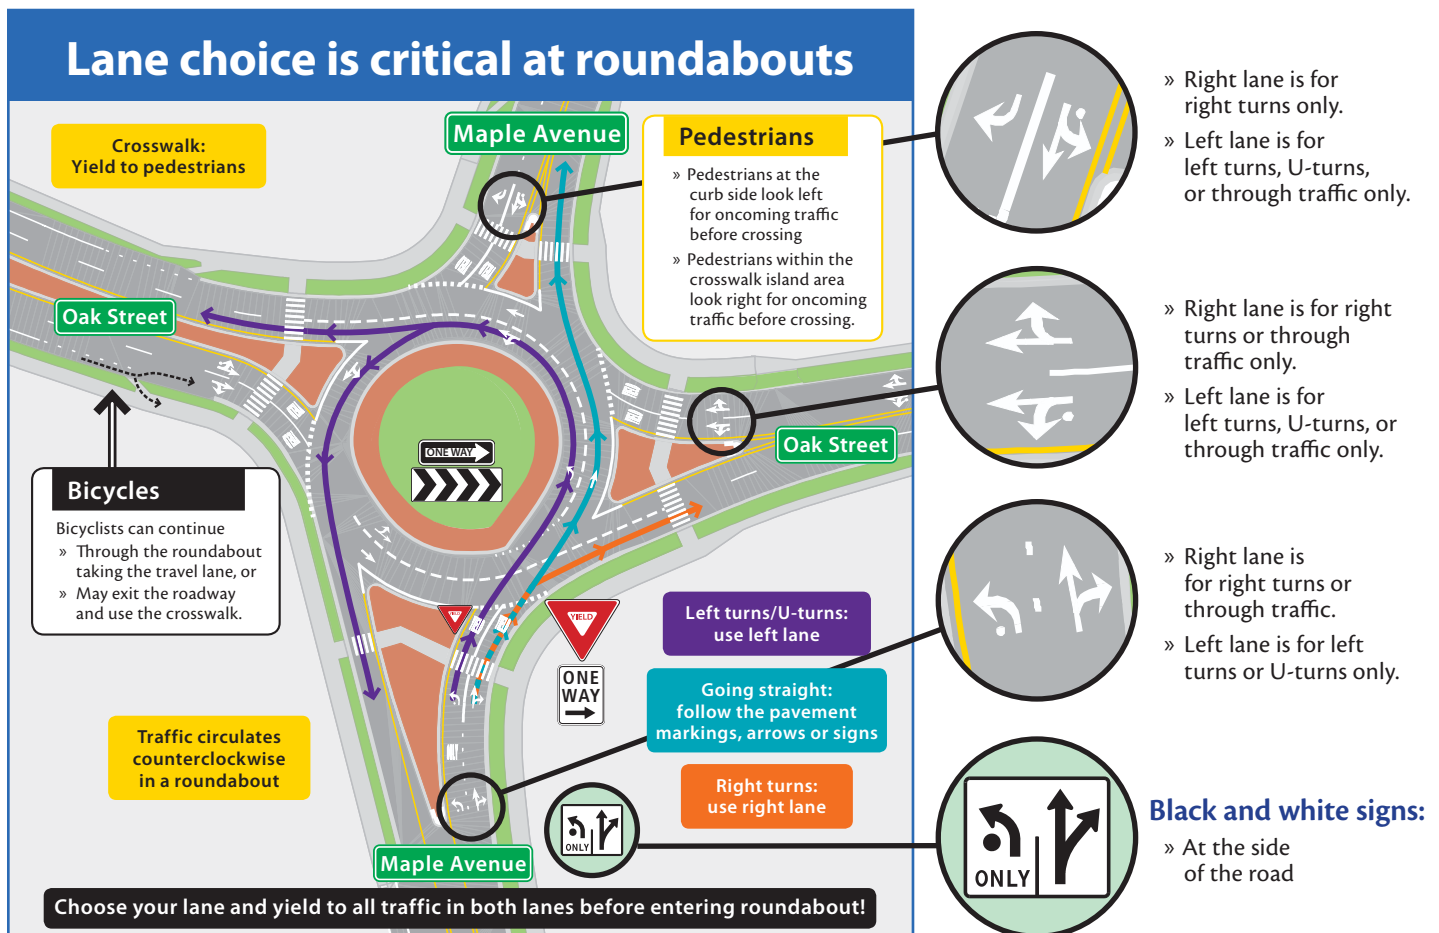 Lane choice is critical at roundabouts
Crosswalk:
Yield to pedestrians
Maple Avenue
Pedestrians
» Pedestrians at the
curb side look left
for oncoming traffic
before crossing
» Pedestrians within the
crosswalk island area
look right for oncoming
traffic before crossing.
Oak Street
ONE WAY
Oak Street
Bicycles
Bicyclists can continue
» Through the roundabout
taking the travel lane, or
» May exit the roadway
and use the crosswalk.
YIELD
YIELD
ONE
WAY
Left turns/U-turns:
use left lane
Going straight:
follow the pavement
markings, arrows or signs
Right turns:
use right lane
Traffic circulates
counterclockwise
in a roundabout
ONLY
Maple Avenue
Choose your lane and yield to all traffic in both lanes before entering roundabout!
» Right lane is for
right turns only.
» Left lane is for
left turns, U-turns,
or through traffic only.
» Right lane is for right
turns or through
traffic only.
» Left lane is for
left turns, U-turns, or
through traffic only.
» Right lane is
for right turns or
through traffic.
» Left lane is for left
turns or U-turns only.
ONLY
Black and white signs:
» At the side
of the road